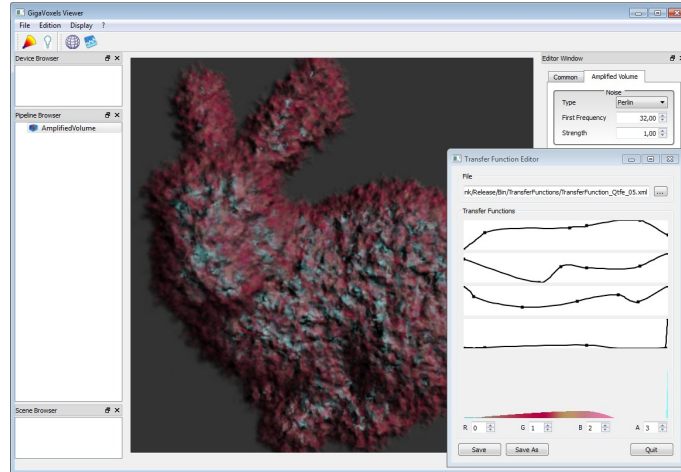 GigaVoxels Viewer
File Edition Display ?
Device Browser
Pipeline Browser
AmplifiedVolume
Scene Browser
Editor Window
Common Amplified Volume
Noise
Type Perlin
First Frequency 32,00
Strength 1,00
Transfer Function Editor
File
nk/Release/Bin/TransferFunctions/TransferFunction_Qtfe_05.xml ...
Transfer Functions
R 0 G 1 B 2 A 3
Save Save As Quit